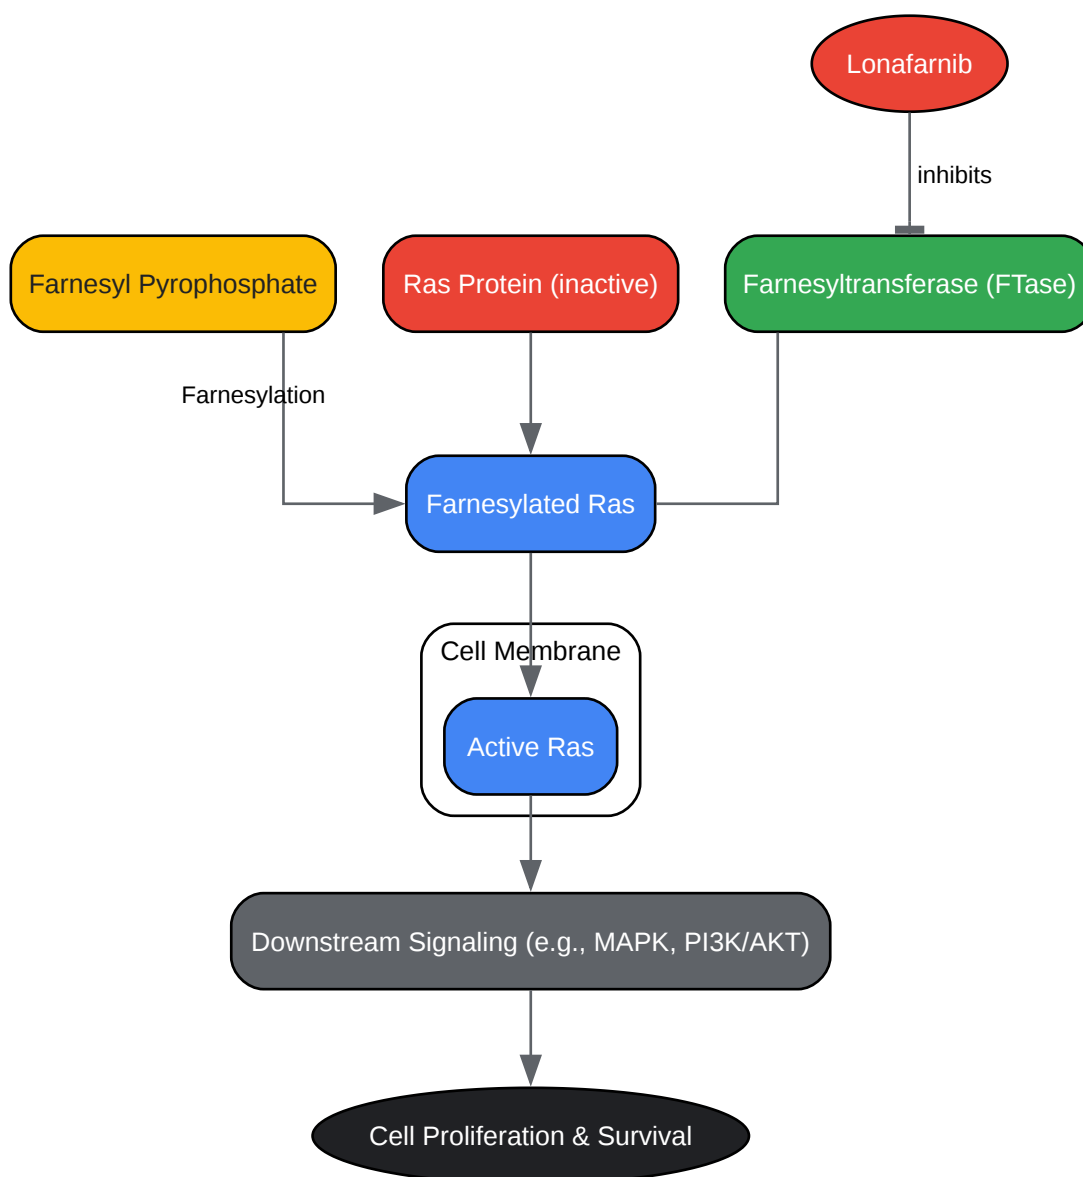 Lonafarnib
inhibits
Farnesyl Pyrophosphate
Ras Protein (inactive)
Farnesyltransferase (FTase)
Farnesylation
Farnesylated Ras
Cell Membrane
Active Ras
Downstream Signaling (e.g., MAPK, PI3K/AKT)
Cell Proliferation & Survival